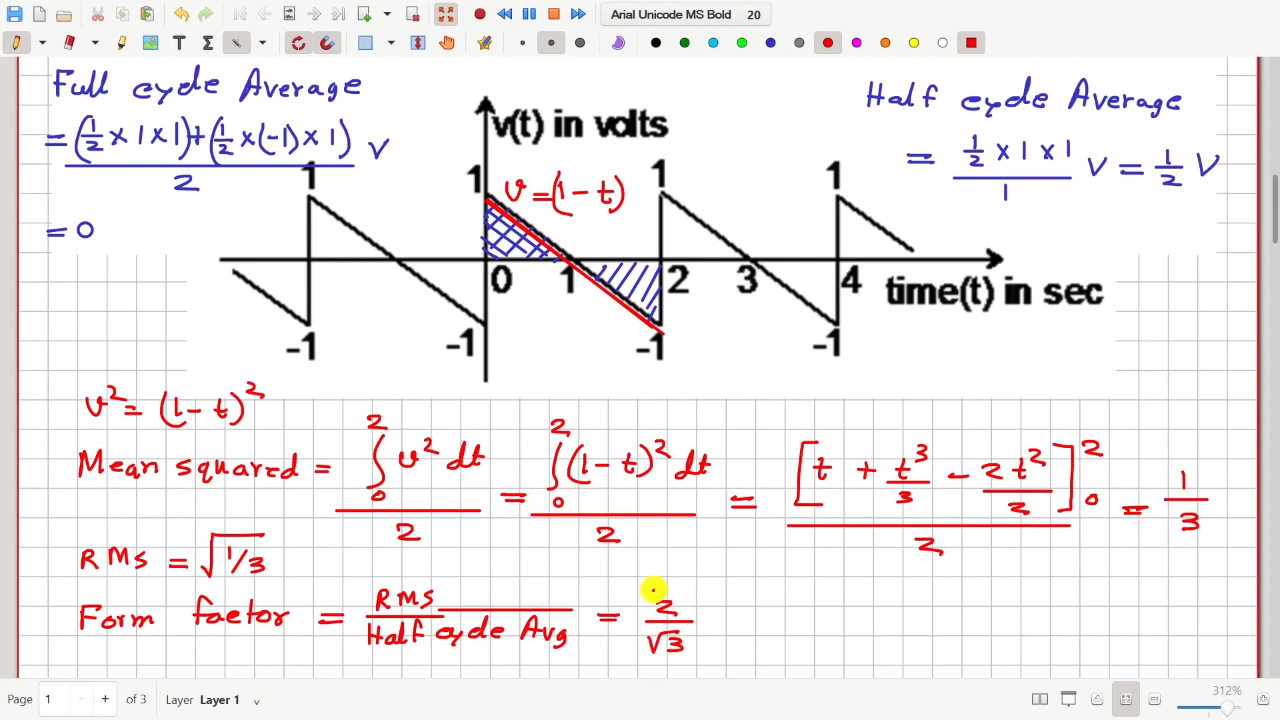 Arial Unicode MS Bold 20
Full cycle Average
= (1/2 × 1 × 1) + (1/2 × (-1) × 1) / 2 V
= 0
Half cycle Average
= 1/2 × 1 × 1 / 1 V = 1/2 V
v(t) in volts
v = (1 - t)
1 1 1 1
0 1 2 3 4
time(t) in sec
-1 -1 -1 -1
v² = (1 - t)²
Mean squared = ∫₀² v² dt / 2 = ∫₀² (1 - t)² dt / 2 = [t + t³/3 - 2t²/2]₀² / 2 = 1/3
RMS = √1/3
Form factor = RMS / Half cycle Avg = 2/√3
Page 1 of 3 Layer Layer 1 312%